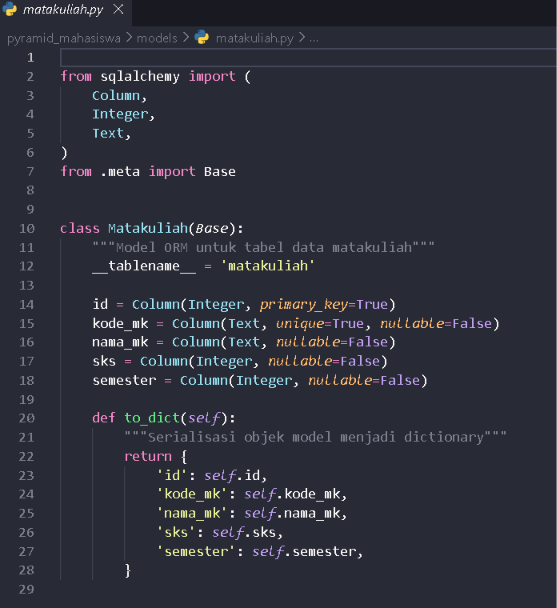 matakuliah.py ×
pyramid_mahasiswa > models > matakuliah.py > ...
1
2 from sqlalchemy import (
3     Column,
4     Integer,
5     Text,
6 )
7 from .meta import Base
8
9
10 class Matakuliah(Base):
11     """Model ORM untuk tabel data matakuliah"""
12     __tablename__ = 'matakuliah'
13
14     id = Column(Integer, primary_key=True)
15     kode_mk = Column(Text, unique=True, nullable=False)
16     nama_mk = Column(Text, nullable=False)
17     sks = Column(Integer, nullable=False)
18     semester = Column(Integer, nullable=False)
19
20     def to_dict(self):
21         """Serialisasi objek model menjadi dictionary"""
22         return {
23             'id': self.id,
24             'kode_mk': self.kode_mk,
25             'nama_mk': self.nama_mk,
26             'sks': self.sks,
27             'semester': self.semester,
28         }
29